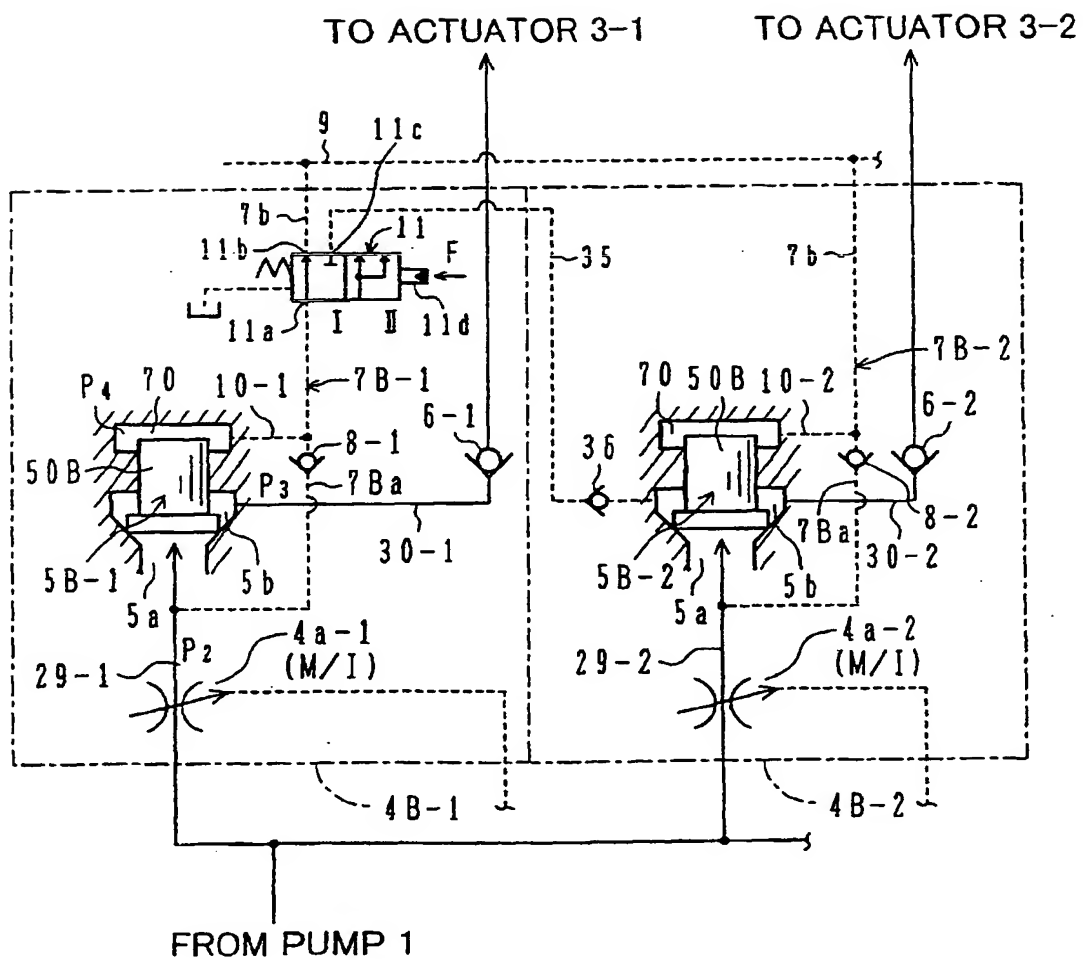 TO ACTUATOR 3-1
TO ACTUATOR 3-2
9
11c
7b
11b
11
F
35
7b
11a
I
II
11d
P4
70
10-1
7B-1
6-1
70
50B
10-2
7B-2
6-2
50B
8-1
P3
7Ba
36
7Ba
8-2
30-1
30-2
5B-1
5a
5b
5B-2
5a
5b
P2
29-1
4a-1
(M/I)
29-2
4a-2
(M/I)
4B-1
4B-2
FROM PUMP 1